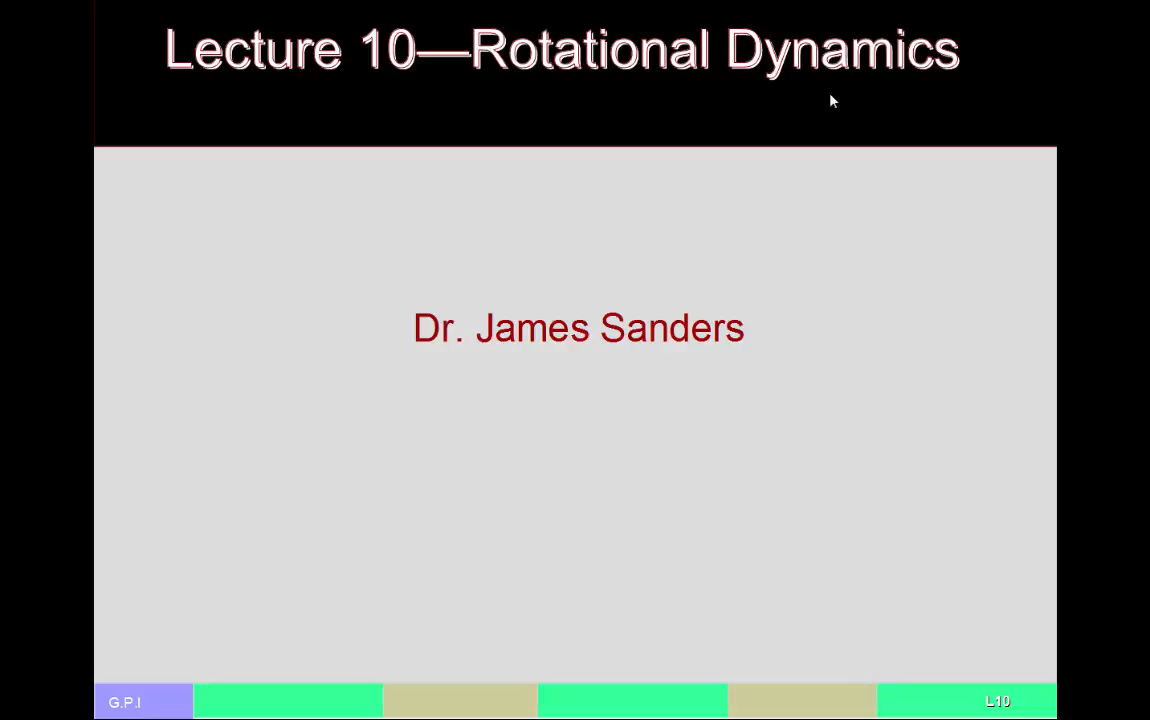 Lecture 10—Rotational Dynamics
Dr. James Sanders
G.P.I
L10